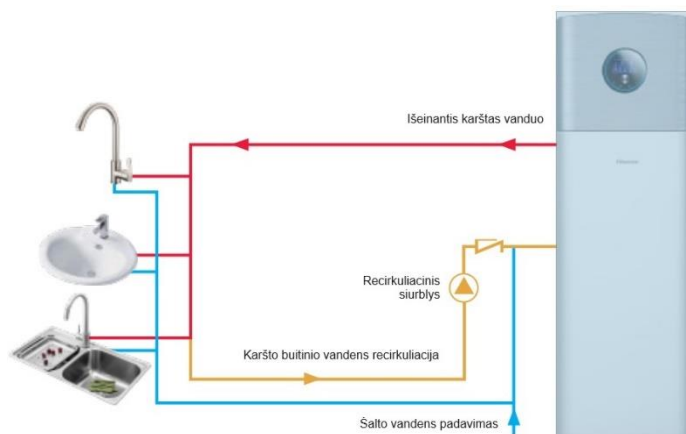 Išeinantis karštas vanduo
Recirkuliacinis
siurblys
Karšto buitinio vandens recirkuliacija
Šalto vandens padavimas